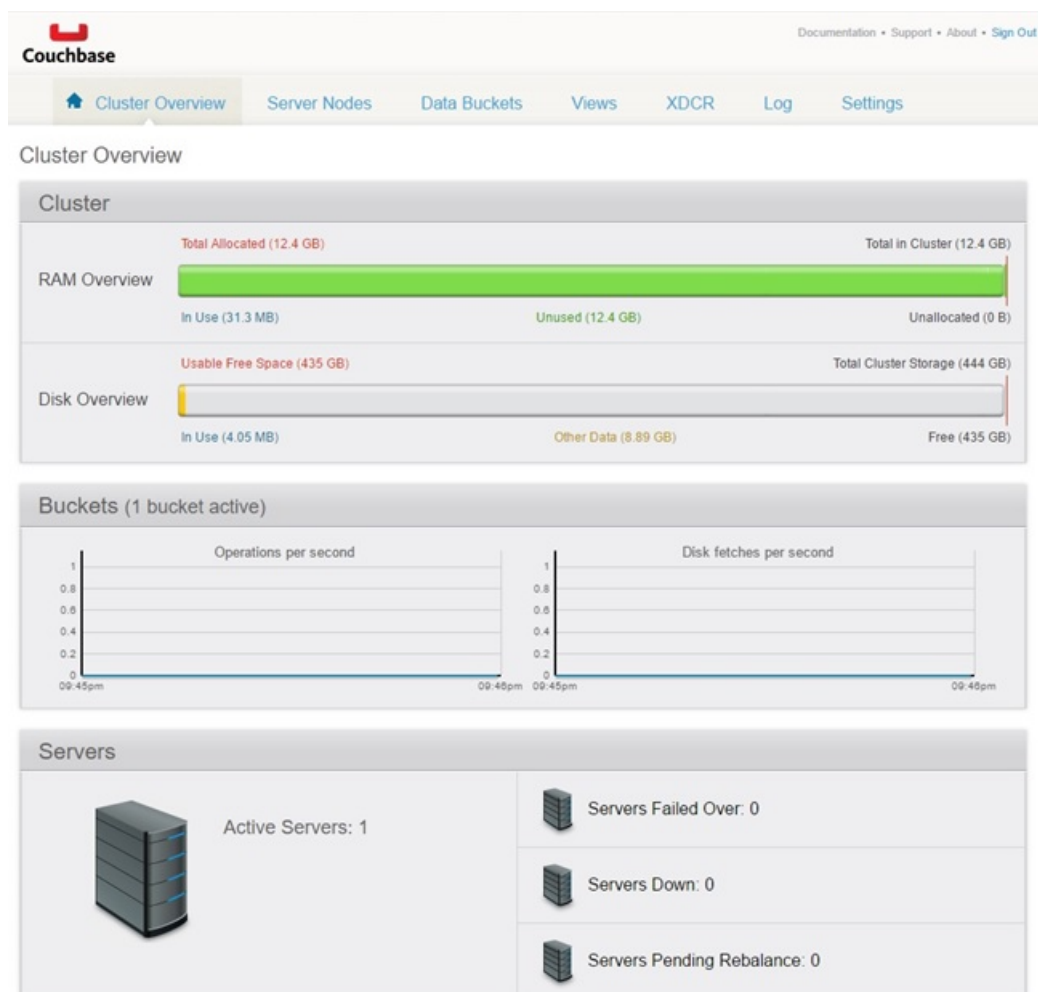 Couchbase
Documentation • Support • About • Sign Out
Cluster Overview Server Nodes Data Buckets Views XDCR Log Settings
Cluster Overview
Cluster
Total Allocated (12.4 GB) Total in Cluster (12.4 GB)
RAM Overview
In Use (31.3 MB) Unused (12.4 GB) Unallocated (0 B)
Usable Free Space (435 GB) Total Cluster Storage (444 GB)
Disk Overview
In Use (4.05 MB) Other Data (8.89 GB) Free (435 GB)
Buckets (1 bucket active)
Operations per second
1
0.8
0.6
0.4
0.2
0
09:45pm 09:46pm
Disk fetches per second
1
0.8
0.6
0.4
0.2
0
09:45pm 09:46pm
Servers
Active Servers: 1
Servers Failed Over: 0
Servers Down: 0
Servers Pending Rebalance: 0